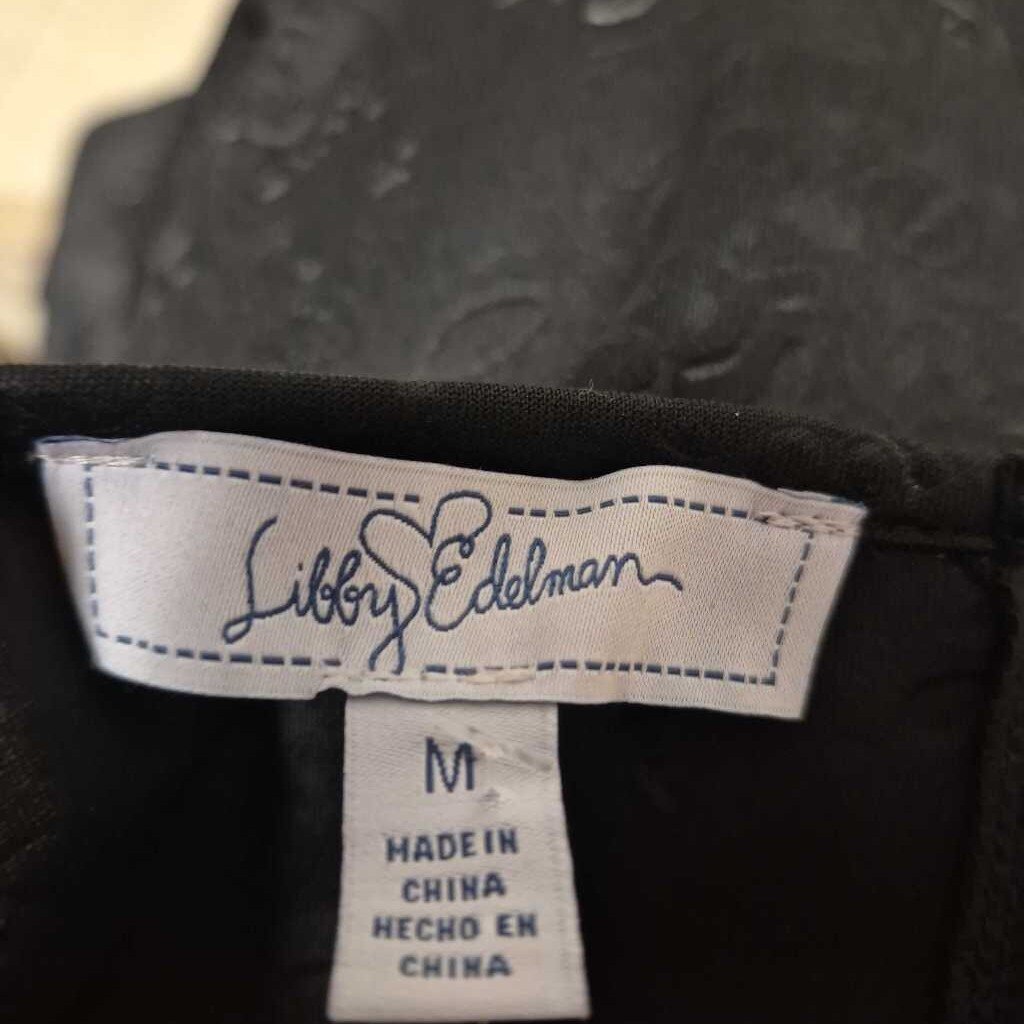 Libby Edelman
M
MADE IN
CHINA
HECHO EN
CHINA